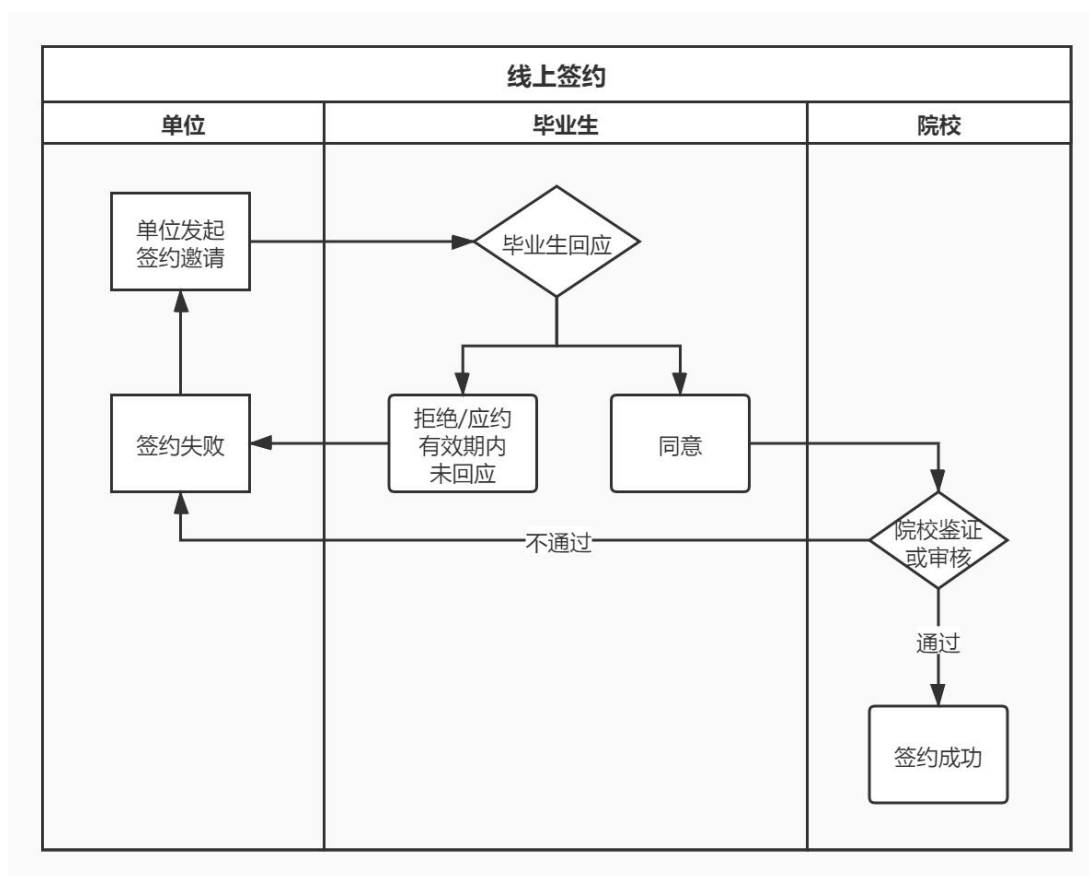 线上签约
单位
毕业生
院校
单位发起
签约邀请
毕业生回应
签约失败
拒绝/应约
有效期内
未回应
同意
不通过
院校鉴证
或审核
通过
签约成功